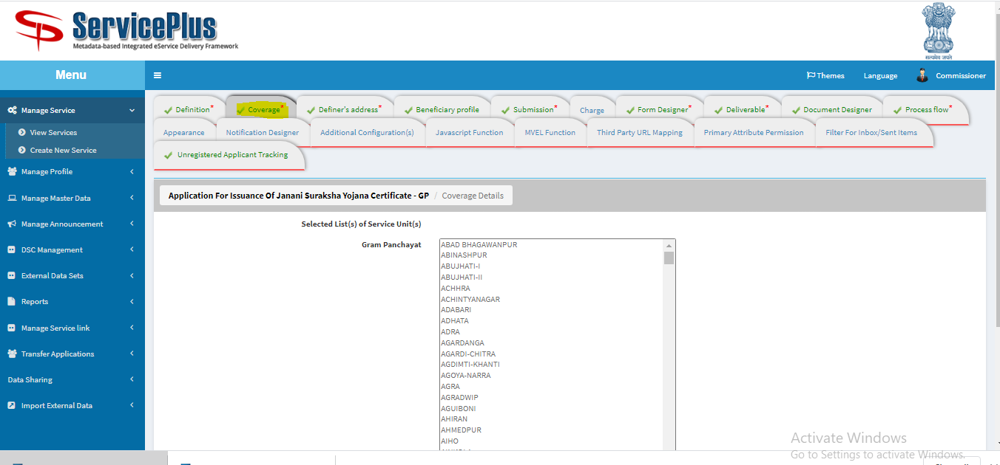 ServicePlus
Metadata-based Integrated eService Delivery Framework
सत्यमेव जयते
Menu
Themes
Language
Commissioner
Manage Service
View Services
Create New Service
Manage Profile
Manage Master Data
Manage Announcement
DSC Management
External Data Sets
Reports
Manage Service link
Transfer Applications
Data Sharing
Import External Data
Definition*
Coverage*
Definer's address*
Beneficiary profile
Submission*
Charge
Form Designer*
Deliverable*
Document Designer
Process flow*
Appearance
Notification Designer
Additional Configuration(s)
Javascript Function
MVEL Function
Third Party URL Mapping
Primary Attribute Permission
Filter For Inbox/Sent Items
Unregistered Applicant Tracking
Application For Issuance Of Janani Suraksha Yojana Certificate - GP / Coverage Details
Selected List(s) of Service Unit(s)
Gram Panchayat
ABAD BHAGAWANPUR
ABINASHPUR
ABUJHATI-I
ABUJHATI-II
ACHHRA
ACHINTYANAGAR
ADABARI
ADHATA
ADRA
AGARDANGA
AGARDI-CHITRA
AGDIMTI-KHANTI
AGOYA-NARRA
AGRA
AGRADWIP
AGUIBONI
AHIRAN
AHMEDPUR
AIHO
Activate Windows
Go to Settings to activate Windows.